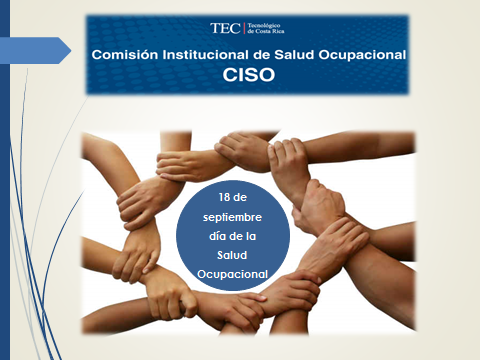 TEC | Tecnológico
de Costa Rica
Comisión Institucional de Salud Ocupacional
CISO
18 de
septiembre
día de la
Salud
Ocupacional